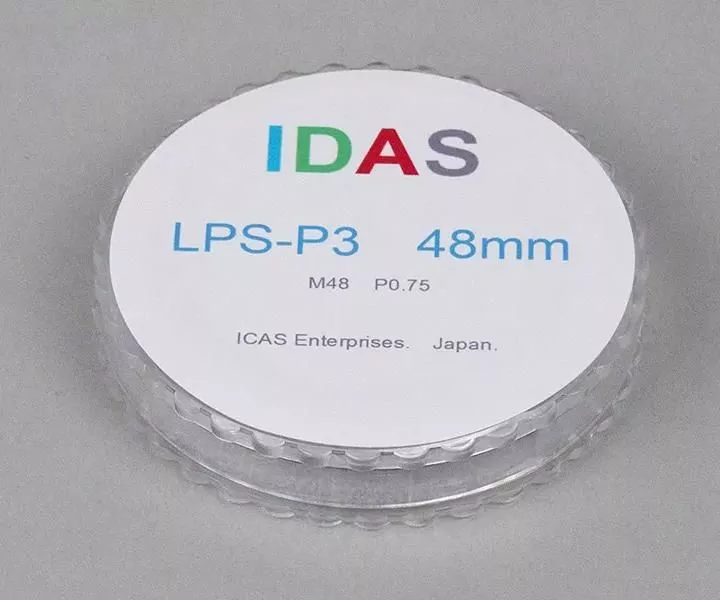 IDAS
LPS-P3 48mm
M48 P0.75
ICAS Enterprises. Japan.